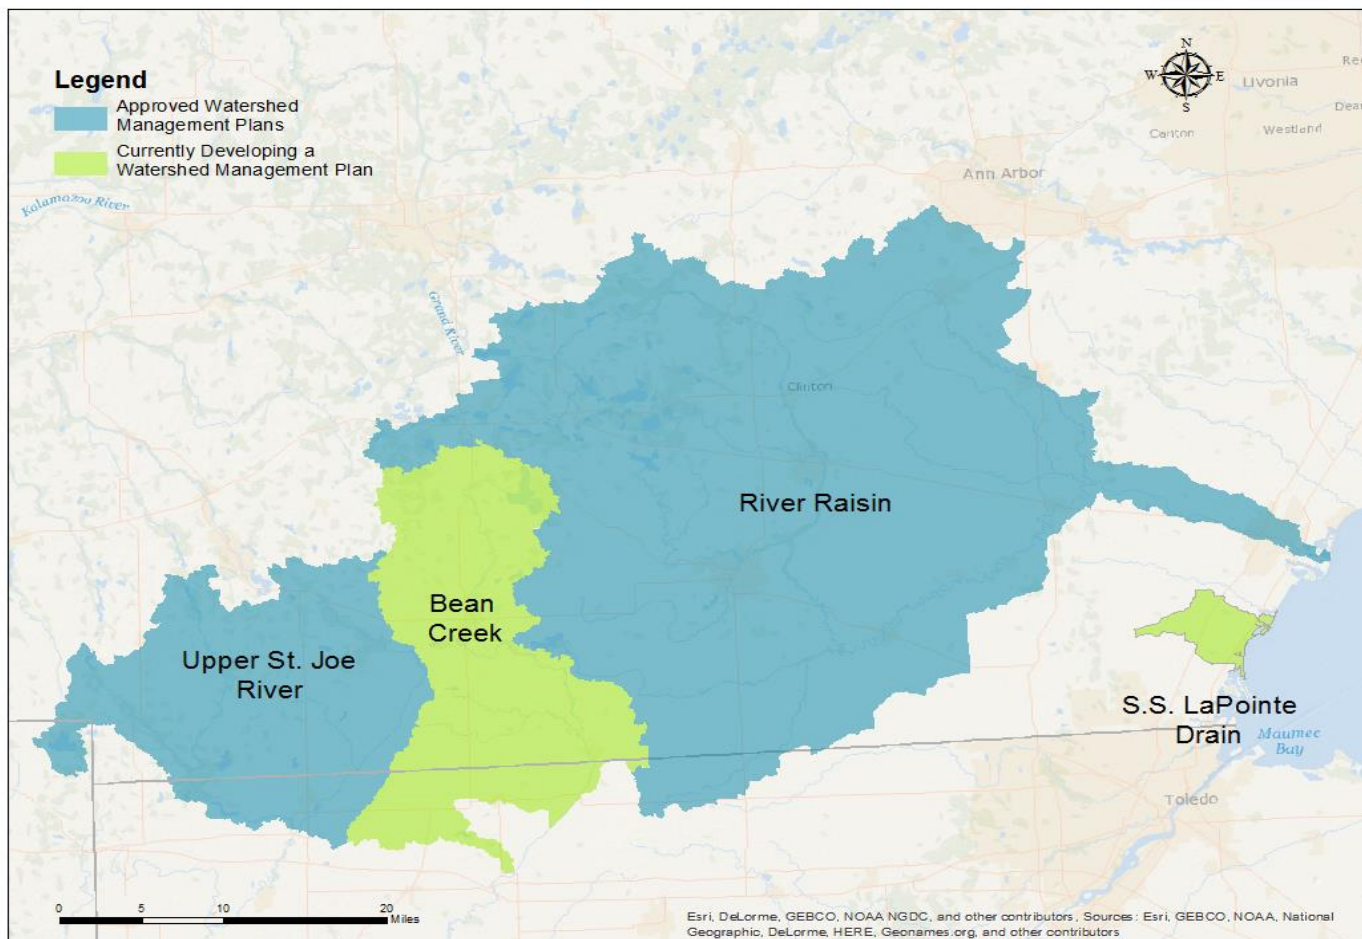 Legend
Approved Watershed
Management Plans
Currently Developing a
Watershed Management Plan
N
W
E
S
Livonia
Canton
Westland
Ann Arbor
Kalamazoo River
Grand River
Clinton
River Raisin
Bean
Creek
Upper St. Joe
River
S.S. LaPointe
Drain
Maumee
Bay
Toledo
0 5 10 20
Miles
Esri, DeLorme, GEBCO, NOAA NGDC, and other contributors, Sources: Esri, GEBCO, NOAA, National
Geographic, DeLorme, HERE, Geonames.org, and other contributors